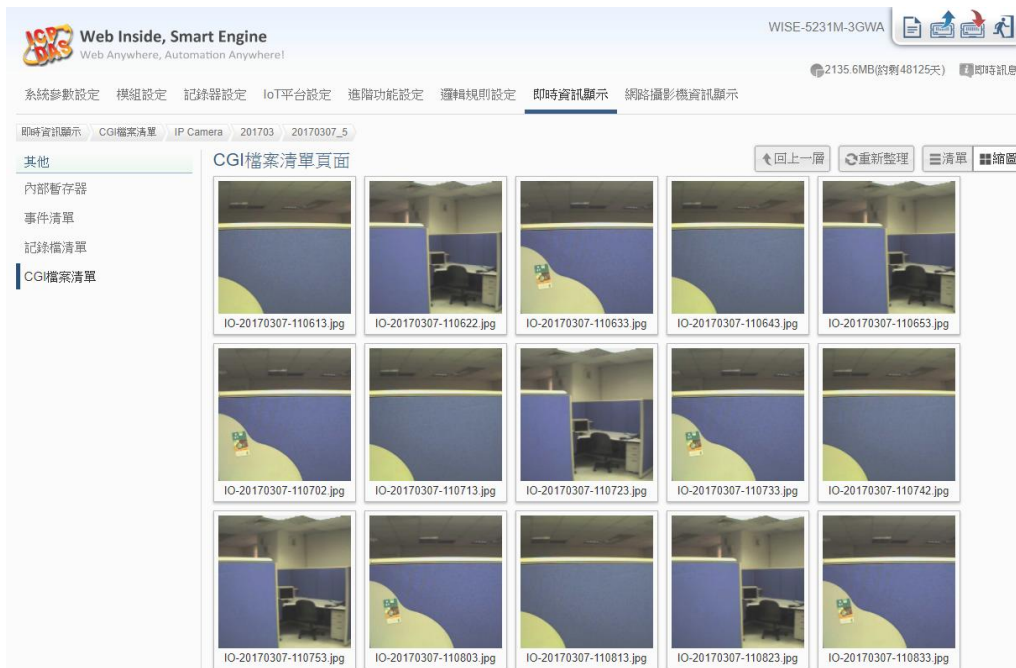 ICP DAS
Web Inside, Smart Engine
Web Anywhere, Automation Anywhere!
WISE-5231M-3GWA
2135.6MB(約剩48125天) 即時訊息
系統參數設定 模組設定 記錄器設定 IoT平台設定 進階功能設定 邏輯規則設定 即時資訊顯示 網路攝影機資訊顯示
即時資訊顯示 CGI檔案清單 IP Camera 201703 20170307_5
其他
內部暫存器
事件清單
記錄檔清單
CGI檔案清單
CGI檔案清單頁面
回上一層 重新整理 清單 縮圖
IO-20170307-110613.jpg IO-20170307-110622.jpg IO-20170307-110633.jpg IO-20170307-110643.jpg IO-20170307-110653.jpg
IO-20170307-110702.jpg IO-20170307-110713.jpg IO-20170307-110723.jpg IO-20170307-110733.jpg IO-20170307-110742.jpg
IO-20170307-110753.jpg IO-20170307-110803.jpg IO-20170307-110813.jpg IO-20170307-110823.jpg IO-20170307-110833.jpg